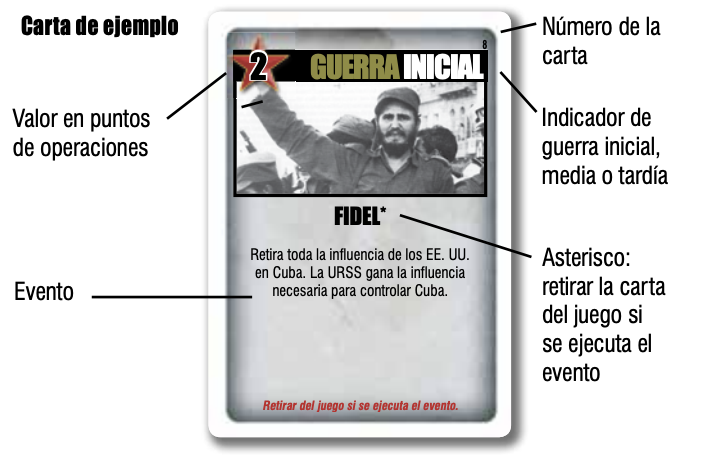 Carta de ejemplo
8
2
GUERRA INICIAL
FIDEL*
Retira toda la influencia de los EE. UU.
en Cuba. La URSS gana la influencia
necesaria para controlar Cuba.
Retirar del juego si se ejecuta el evento.
Valor en puntos
de operaciones
Evento
Número de la
carta
Indicador de
guerra inicial,
media o tardía
Asterisco:
retirar la carta
del juego si
se ejecuta el
evento